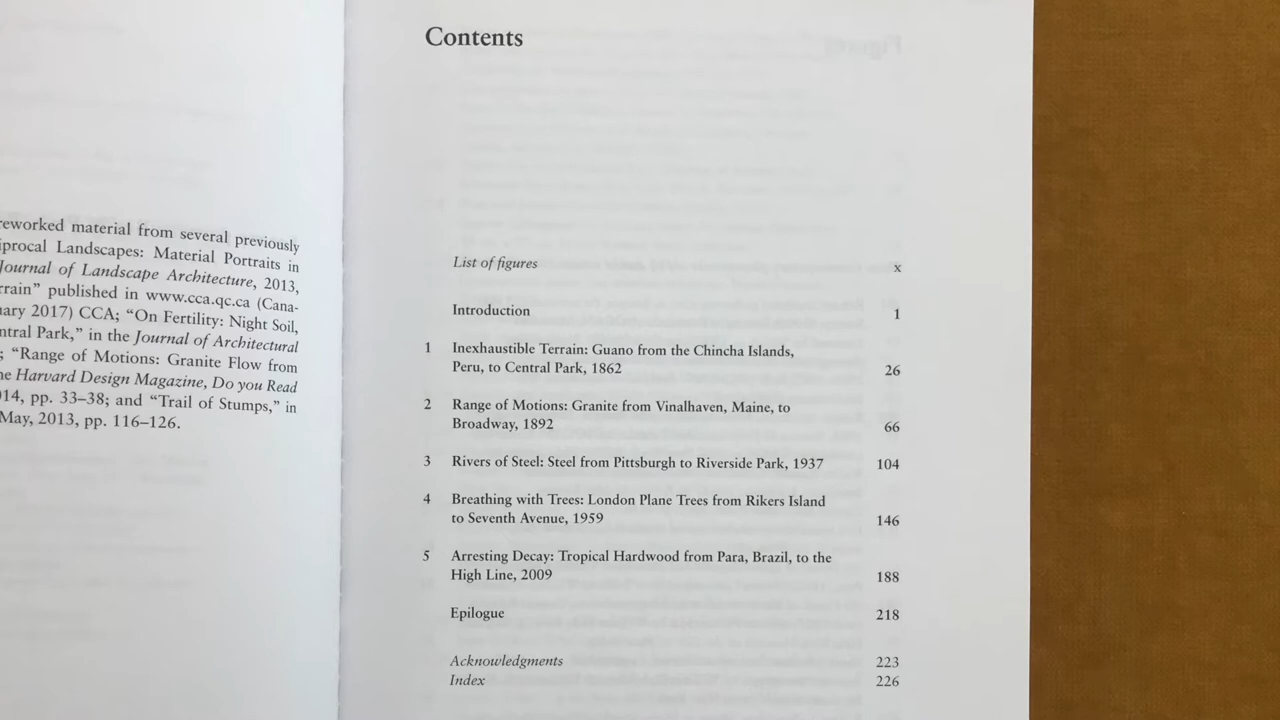 reworked material from several previously
iprocal Landscapes: Material Portraits in
Journal of Landscape Architecture, 2013,
rrain” published in www.cca.qc.ca (Cana-
uary 2017) CCA; “On Fertility: Night Soil,
ntral Park,” in the Journal of Architectural
; “Range of Motions: Granite Flow from
he Harvard Design Magazine, Do you Read
014, pp. 33–38; and “Trail of Stumps,” in
May, 2013, pp. 116–126.
Contents
List of figures x
Introduction 1
1 Inexhaustible Terrain: Guano from the Chincha Islands,
Peru, to Central Park, 1862 26
2 Range of Motions: Granite from Vinalhaven, Maine, to
Broadway, 1892 66
3 Rivers of Steel: Steel from Pittsburgh to Riverside Park, 1937 104
4 Breathing with Trees: London Plane Trees from Rikers Island
to Seventh Avenue, 1959 146
5 Arresting Decay: Tropical Hardwood from Para, Brazil, to the
High Line, 2009 188
Epilogue 218
Acknowledgments 223
Index 226